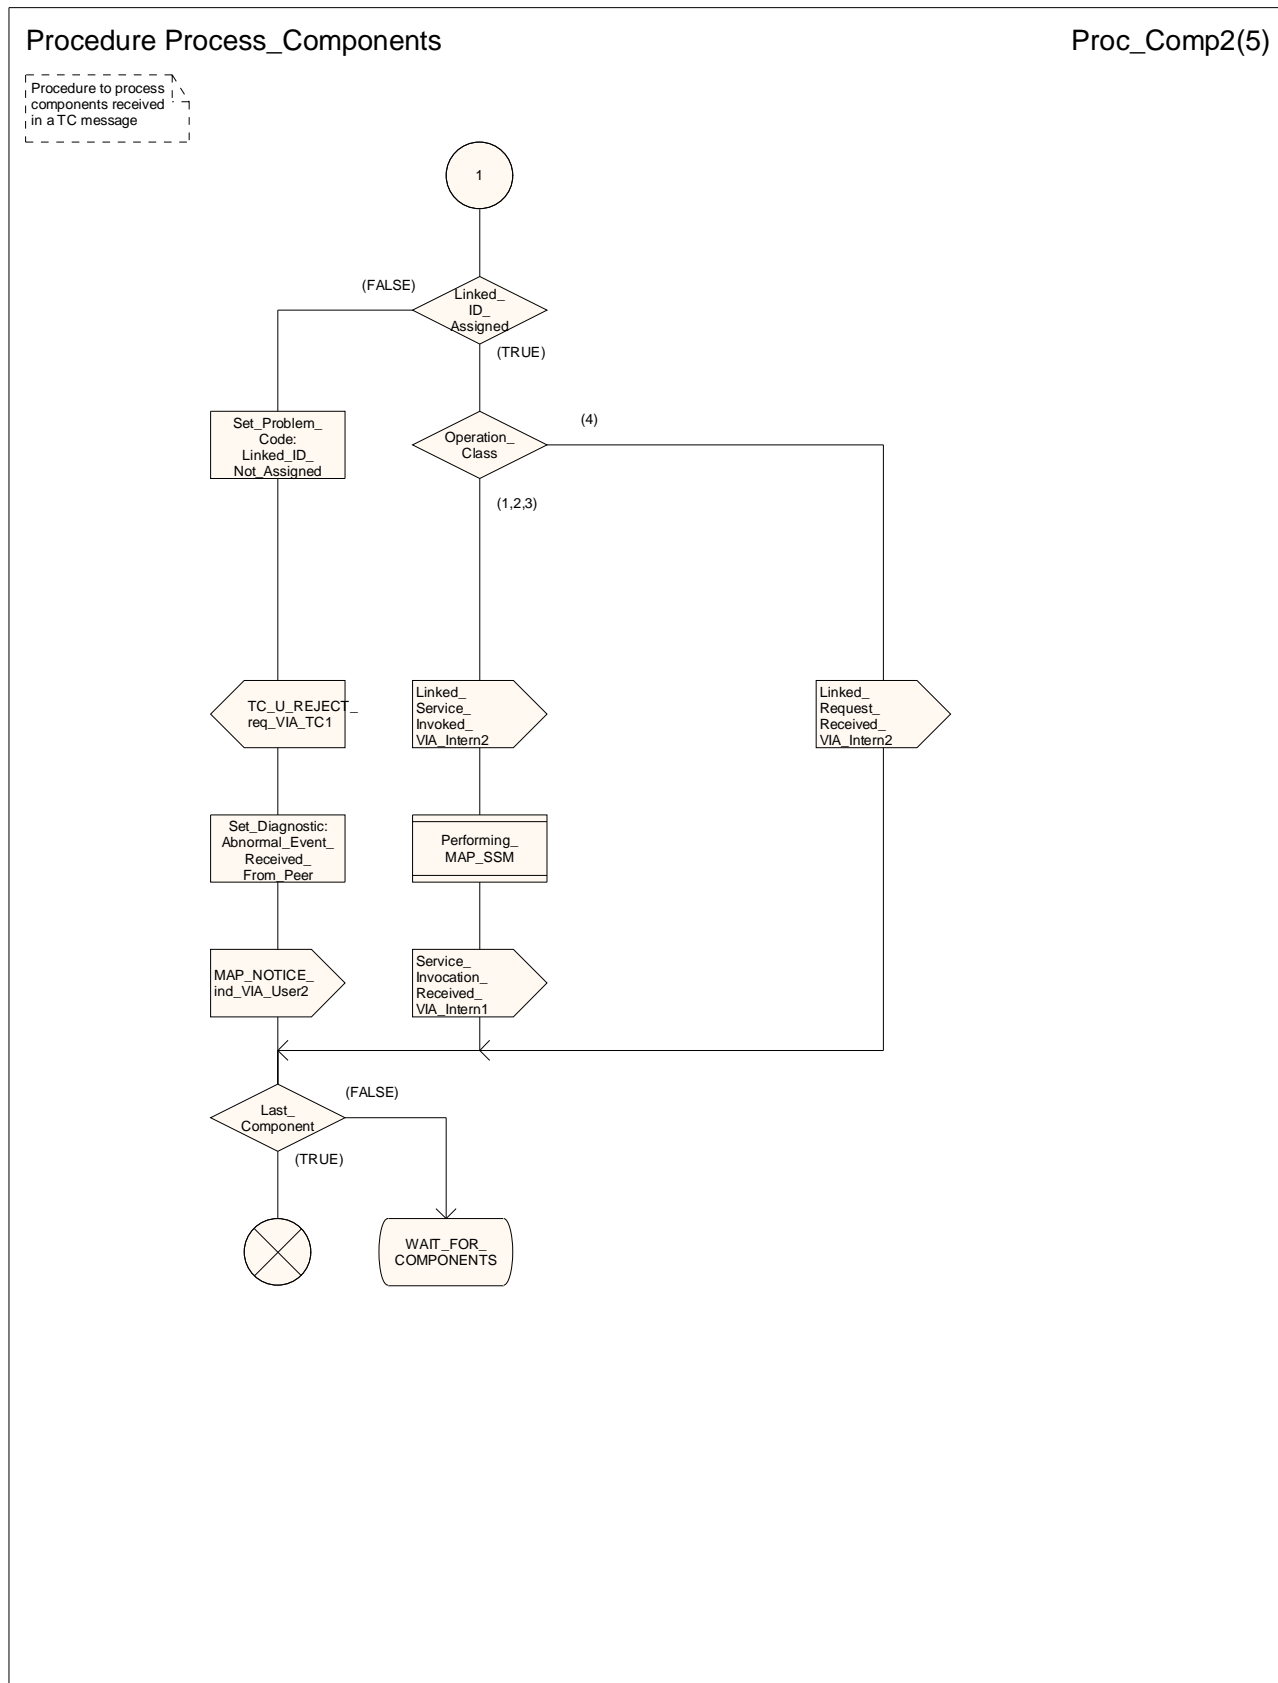 Procedure Process_Components
Proc_Comp2(5)
Procedure to process
components received
in a TC message
1
(FALSE)
Linked_
ID_
Assigned
(TRUE)
(4)
Set_Problem_
Code:
Linked_ID_
Not_Assigned
Operation_
Class
(1,2,3)
TC_U_REJECT_
req_VIA_TC1
Linked_
Service_
Invoked_
VIA_Intern2
Linked_
Request_
Received_
VIA_Intern2
Set_Diagnostic:
Abnormal_Event_
Received_
From_Peer
Performing_
MAP_SSM
MAP_NOTICE_
ind_VIA_User2
Service_
Invocation_
Received_
VIA_Intern1
(FALSE)
Last_
Component
(TRUE)
WAIT_FOR_
COMPONENTS